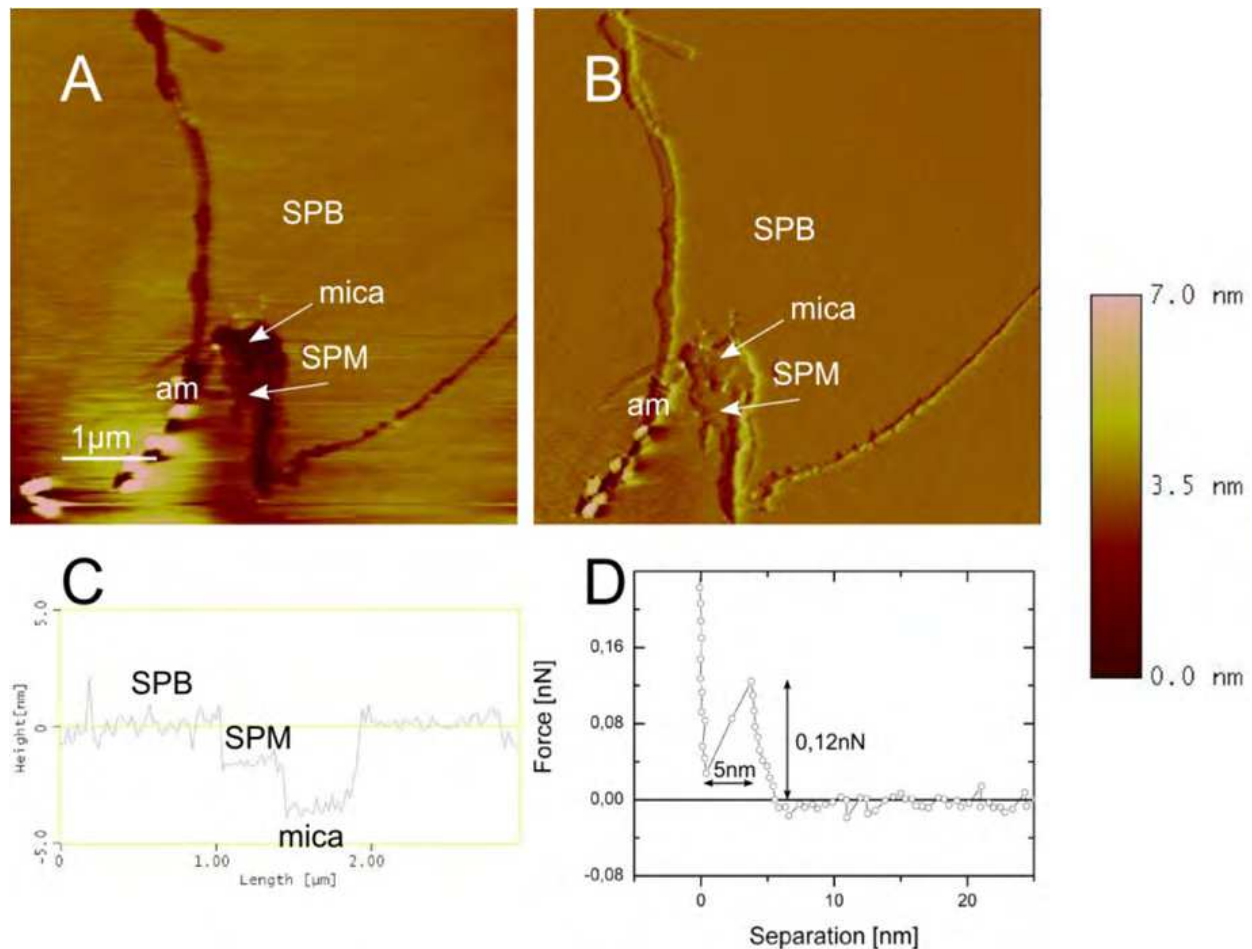 A
SPB
mica
SPM
am
1µm
B
SPB
mica
SPM
am
7.0 nm
3.5 nm
0.0 nm
C
5.0
0
-5.0
Height[nm]
SPB
SPM
mica
0
1.00
2.00
Length [µm]
D
0,16
0,08
0,00
-0,08
Force [nN]
5nm
0,12nN
0
10
20
Separation [nm]